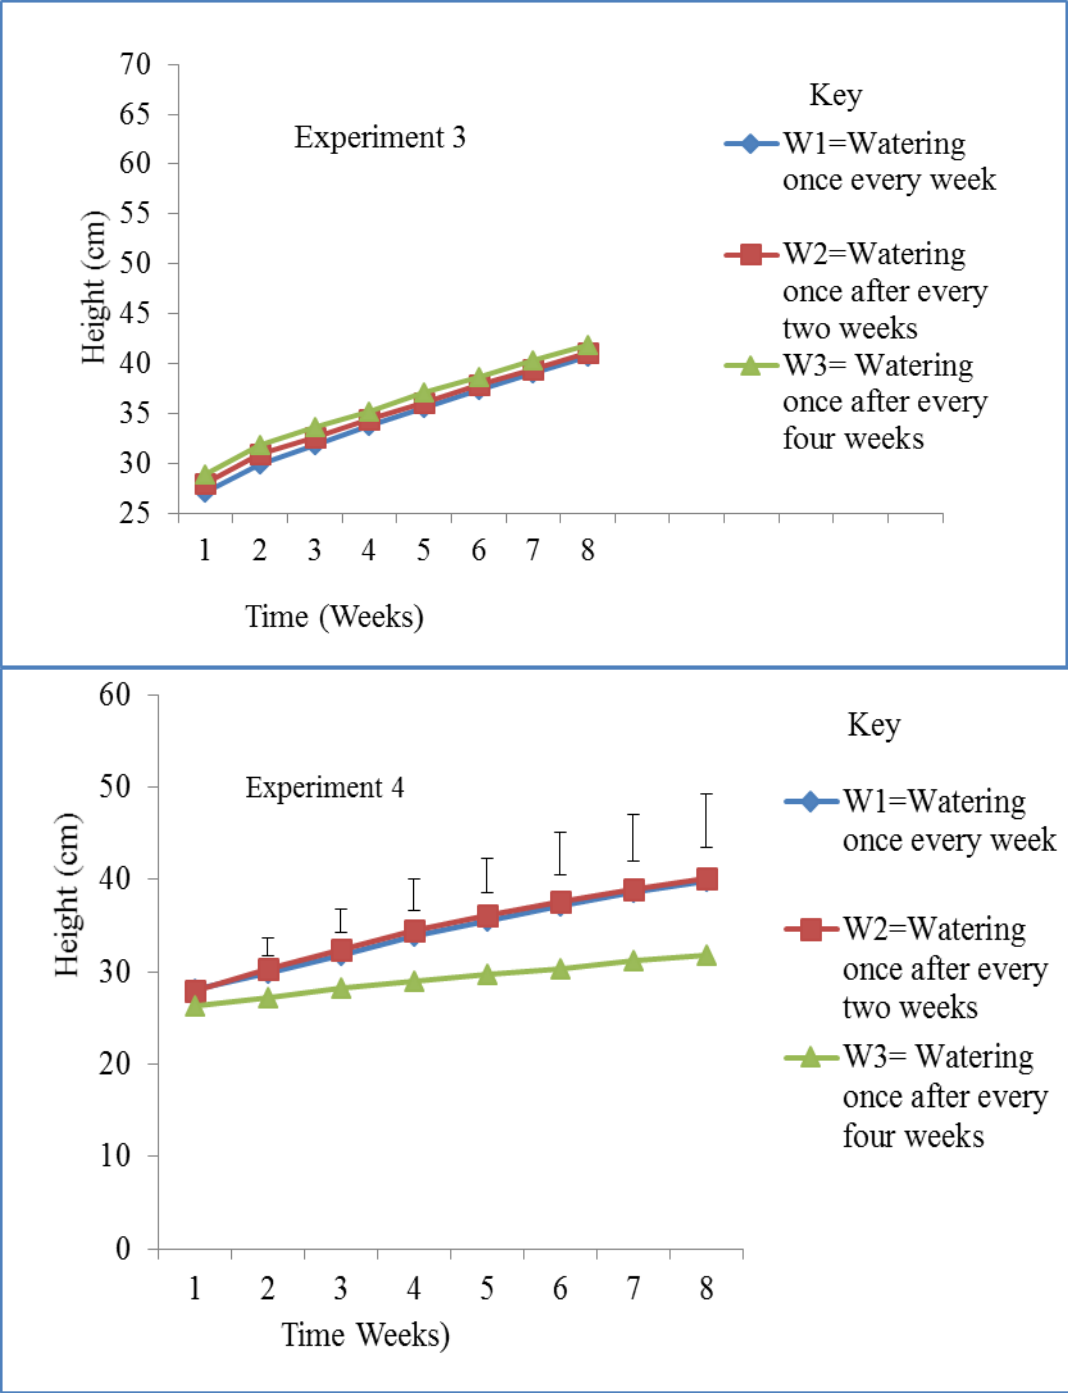 70
65
60
55
50
45
40
35
30
25
Height (cm)
Experiment 3
1 2 3 4 5 6 7 8
Time (Weeks)
Key
W1=Watering
once every week
W2=Watering
once after every
two weeks
W3= Watering
once after every
four weeks
60
50
40
30
20
10
0
Height (cm)
Experiment 4
1 2 3 4 5 6 7 8
Time Weeks)
Key
W1=Watering
once every week
W2=Watering
once after every
two weeks
W3= Watering
once after every
four weeks